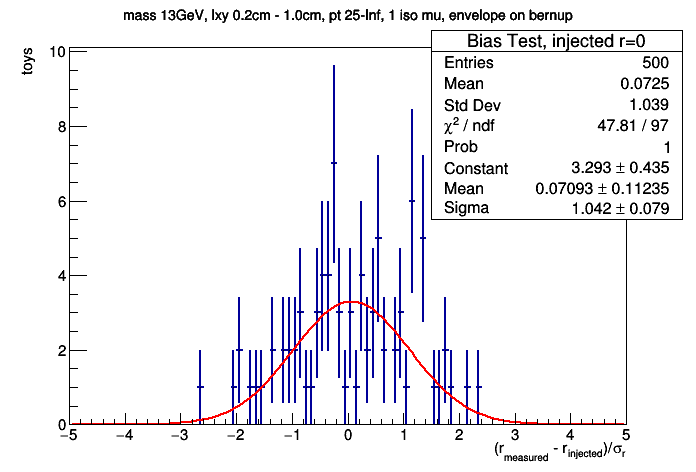 mass 13GeV, lxy 0.2cm - 1.0cm, pt 25-Inf, 1 iso mu, envelope on bernup
Bias Test, injected r=0
Entries 500
Mean 0.0725
Std Dev 1.039
χ² / ndf 47.81 / 97
Prob 1
Constant 3.293 ± 0.435
Mean 0.07093 ± 0.11235
Sigma 1.042 ± 0.079
toys
10
8
6
4
2
0
−5 −4 −3 −2 −1 0 1 2 3 4 5
(r_measured - r_injected)/σ_r